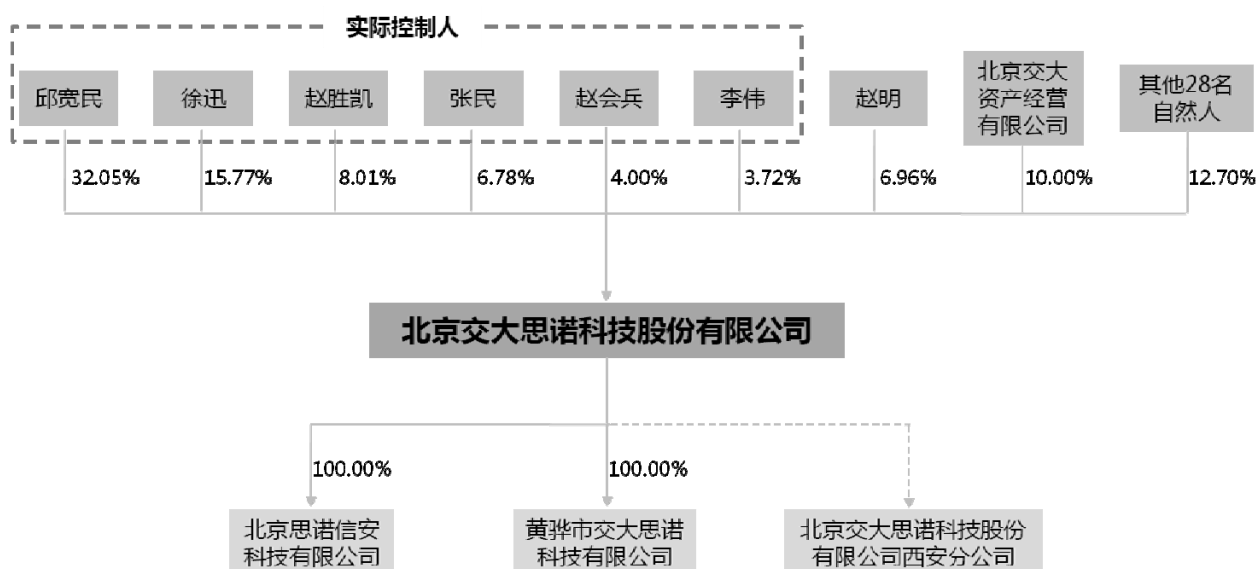 实际控制人
邱宽民
徐迅
赵胜凯
张民
赵会兵
李伟
赵明
北京交大
资产经营
有限公司
其他28名
自然人
32.05%
15.77%
8.01%
6.78%
4.00%
3.72%
6.96%
10.00%
12.70%
北京交大思诺科技股份有限公司
100.00%
100.00%
北京思诺信安
科技有限公司
黄骅市交大思诺
科技有限公司
北京交大思诺科技股份
有限公司西安分公司